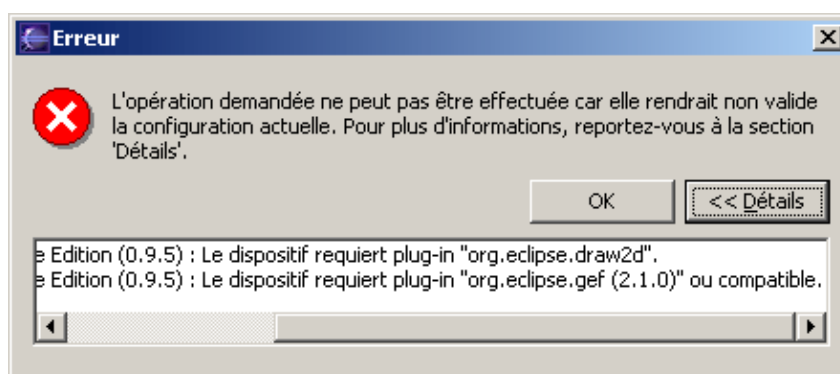 Erreur
L'opération demandée ne peut pas être effectuée car elle rendrait non valide
la configuration actuelle. Pour plus d'informations, reportez-vous à la section
'Détails'.
OK
<< Détails
e Edition (0.9.5) : Le dispositif requiert plug-in "org.eclipse.draw2d".
e Edition (0.9.5) : Le dispositif requiert plug-in "org.eclipse.gef (2.1.0)" ou compatible.